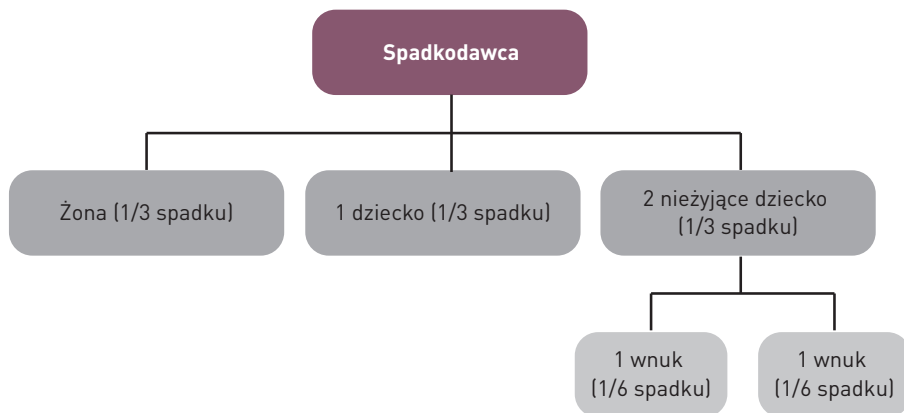 Spadkodawca
Żona (1/3 spadku)
1 dziecko (1/3 spadku)
2 nieżyjące dziecko
(1/3 spadku)
1 wnuk
(1/6 spadku)
1 wnuk
(1/6 spadku)